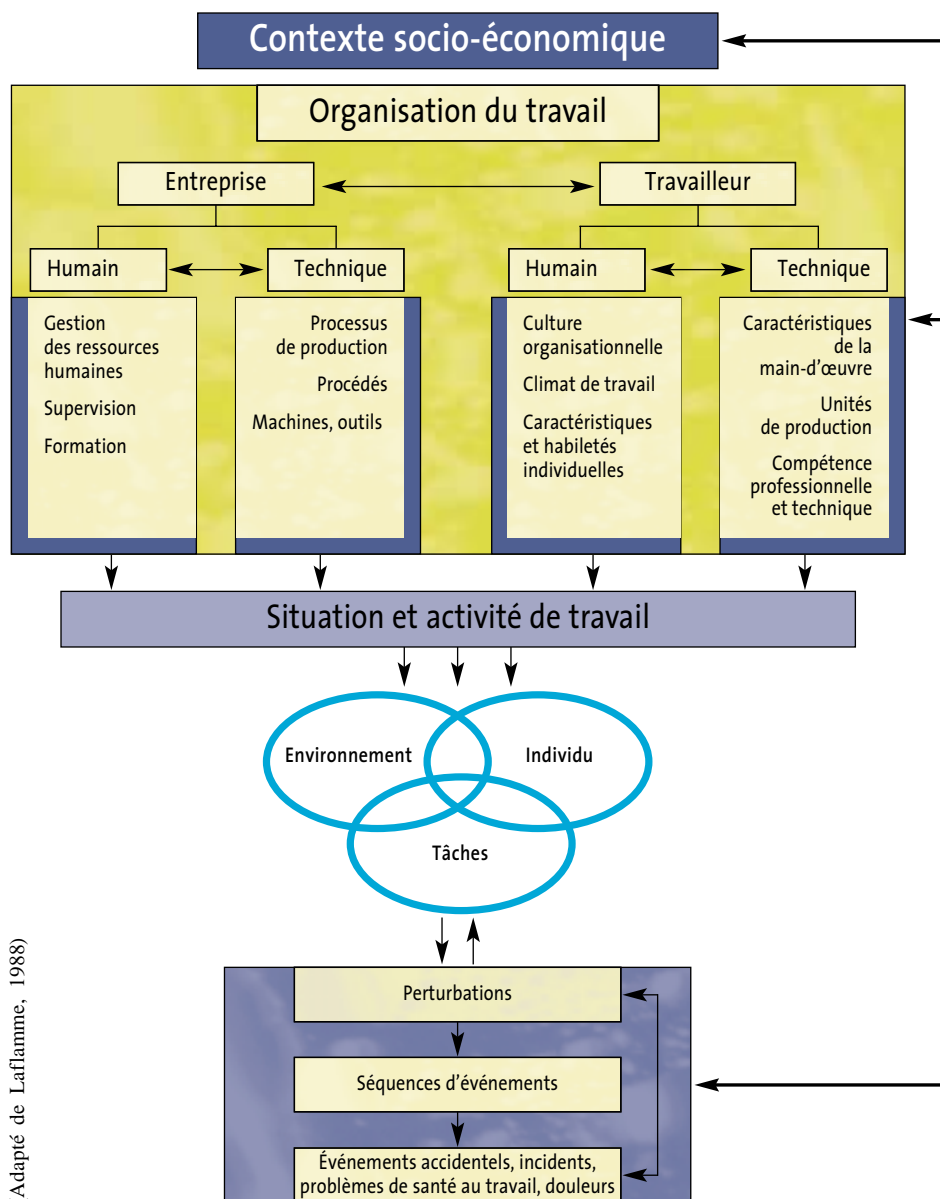 Contexte socio-économique
Organisation du travail
Entreprise
Travailleur
Humain
Technique
Humain
Technique
Gestion
des ressources
humaines
Supervision
Formation
Processus
de production
Procédés
Machines, outils
Culture
organisationnelle
Climat de travail
Caractéristiques
et habiletés
individuelles
Caractéristiques
de la
main-d'œuvre
Unités
de production
Compétence
professionnelle
et technique
Situation et activité de travail
Environnement
Individu
Tâches
Perturbations
Séquences d'événements
Événements accidentels, incidents,
problèmes de santé au travail, douleurs
Adapté de Laflamme, 1988)